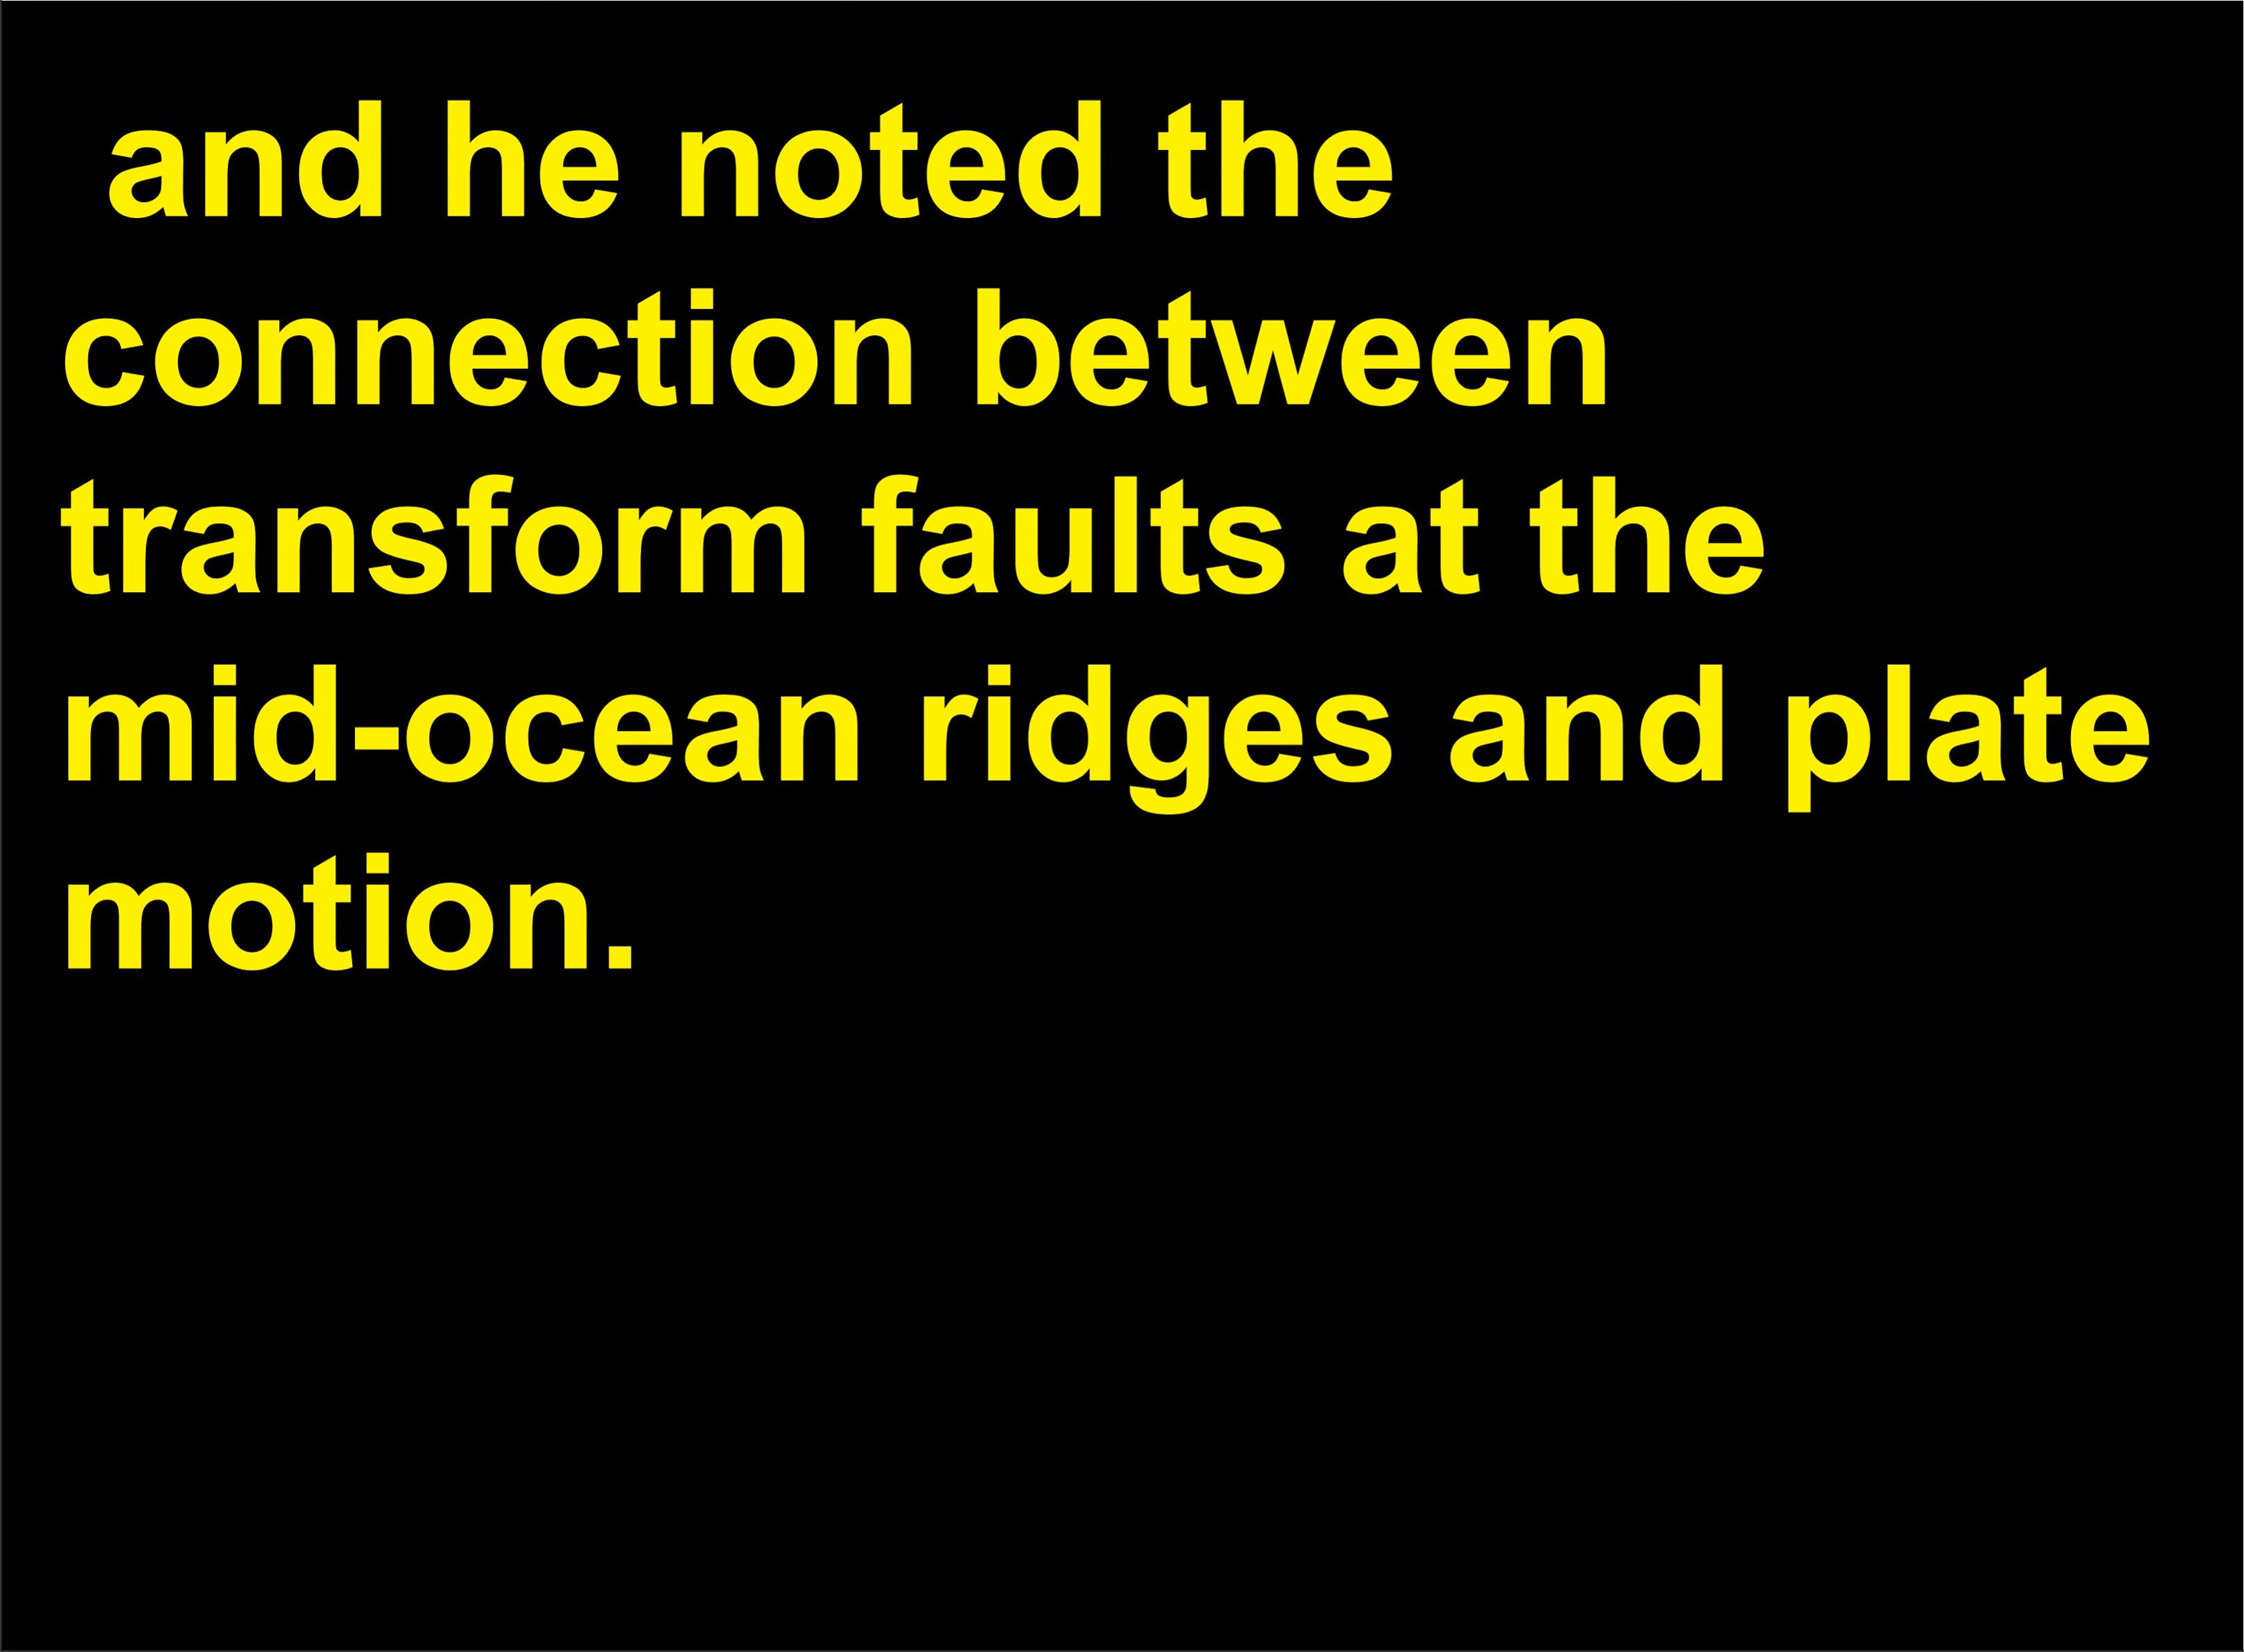 and he noted the
connection between
transform faults at the
mid-ocean ridges and plate
motion.